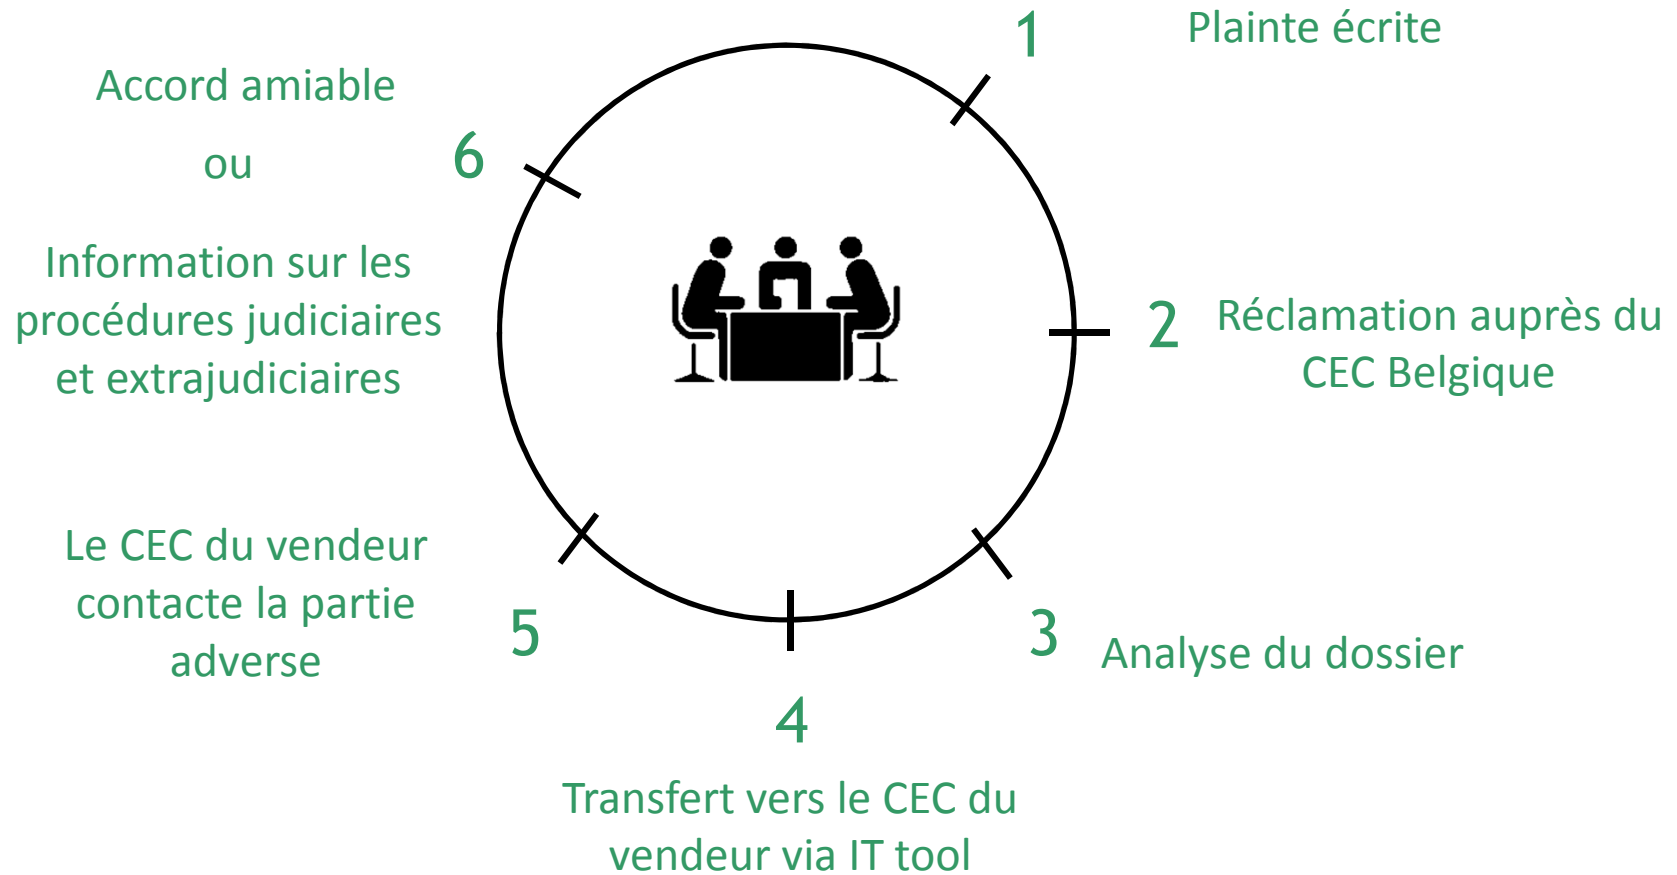 1
Plainte écrite
2
Réclamation auprès du
CEC Belgique
3
Analyse du dossier
4
Transfert vers le CEC du
vendeur via IT tool
5
Le CEC du vendeur
contacte la partie
adverse
6
Accord amiable
ou
Information sur les
procédures judiciaires
et extrajudiciaires